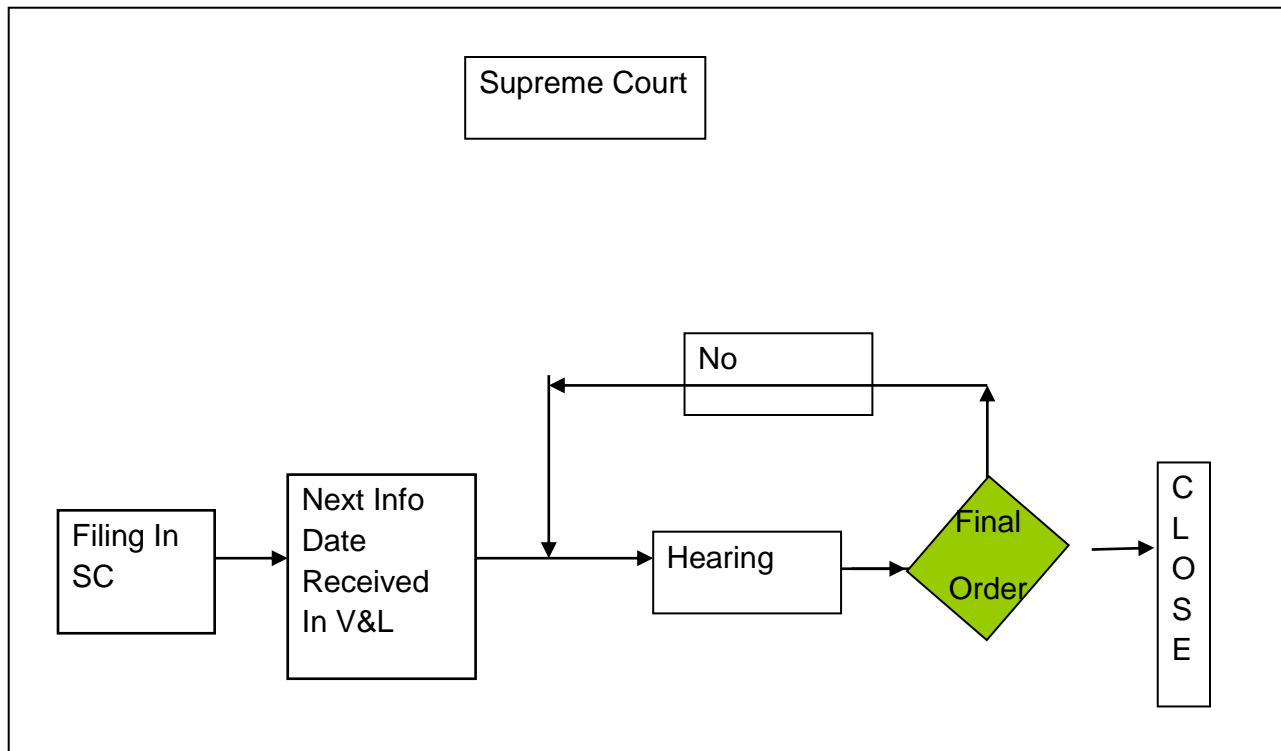 Supreme Court
No
Filing In
SC
Next Info
Date
Received
In V&L
Hearing
Final
Order
C
L
O
S
E